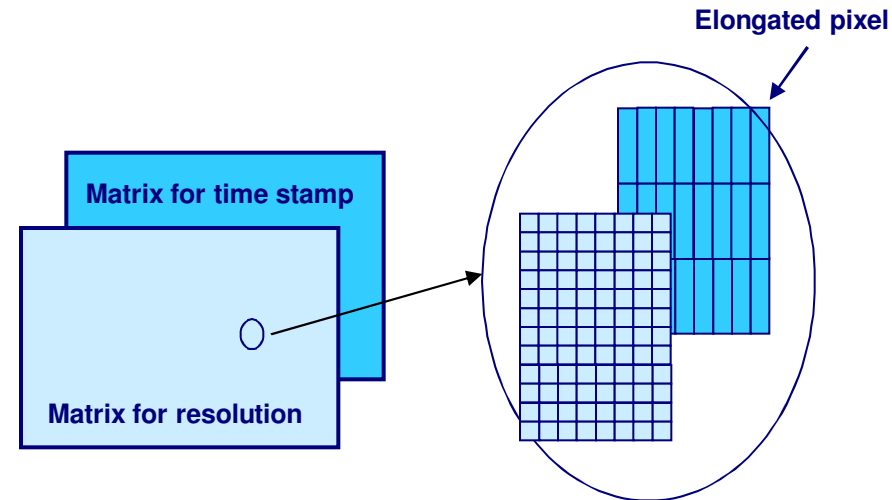 Elongated pixel
Matrix for time stamp
Matrix for resolution